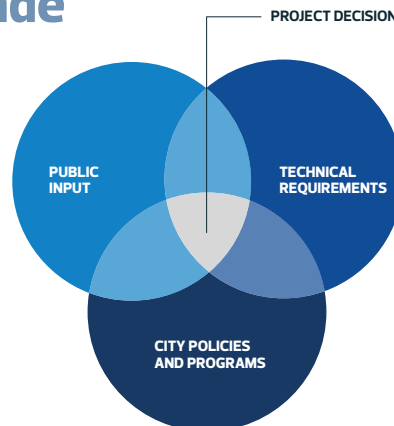 PROJECT DECISION
PUBLIC
INPUT
TECHNICAL
REQUIREMENTS
CITY POLICIES
AND PROGRAMS